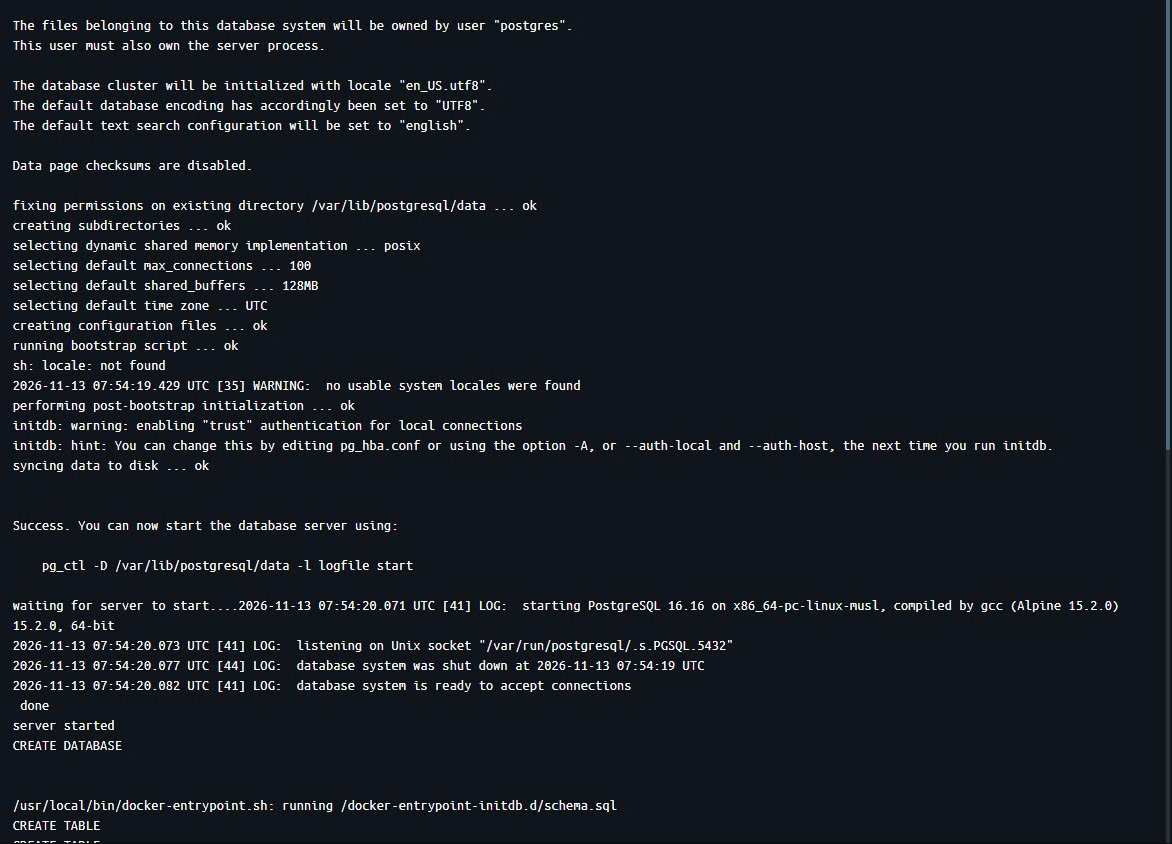 The files belonging to this database system will be owned by user "postgres".
This user must also own the server process.
The database cluster will be initialized with locale "en_US.utf8".
The default database encoding has accordingly been set to "UTF8".
The default text search configuration will be set to "english".
Data page checksums are disabled.
fixing permissions on existing directory /var/lib/postgresql/data ... ok
creating subdirectories ... ok
selecting dynamic shared memory implementation ... posix
selecting default max_connections ... 100
selecting default shared_buffers ... 128MB
selecting default time zone ... UTC
creating configuration files ... ok
running bootstrap script ... ok
sh: locale: not found
2026-11-13 07:54:19.429 UTC [35] WARNING:  no usable system locales were found
performing post-bootstrap initialization ... ok
initdb: warning: enabling "trust" authentication for local connections
initdb: hint: You can change this by editing pg_hba.conf or using the option -A, or --auth-local and --auth-host, the next time you run initdb.
syncing data to disk ... ok
Success. You can now start the database server using:
    pg_ctl -D /var/lib/postgresql/data -l logfile start
waiting for server to start....2026-11-13 07:54:20.071 UTC [41] LOG:  starting PostgreSQL 16.16 on x86_64-pc-linux-musl, compiled by gcc (Alpine 15.2.0)
15.2.0, 64-bit
2026-11-13 07:54:20.073 UTC [41] LOG:  listening on Unix socket "/var/run/postgresql/.s.PGSQL.5432"
2026-11-13 07:54:20.077 UTC [44] LOG:  database system was shut down at 2026-11-13 07:54:19 UTC
2026-11-13 07:54:20.082 UTC [41] LOG:  database system is ready to accept connections
 done
server started
CREATE DATABASE
/usr/local/bin/docker-entrypoint.sh: running /docker-entrypoint-initdb.d/schema.sql
CREATE TABLE
CREATE TABLE